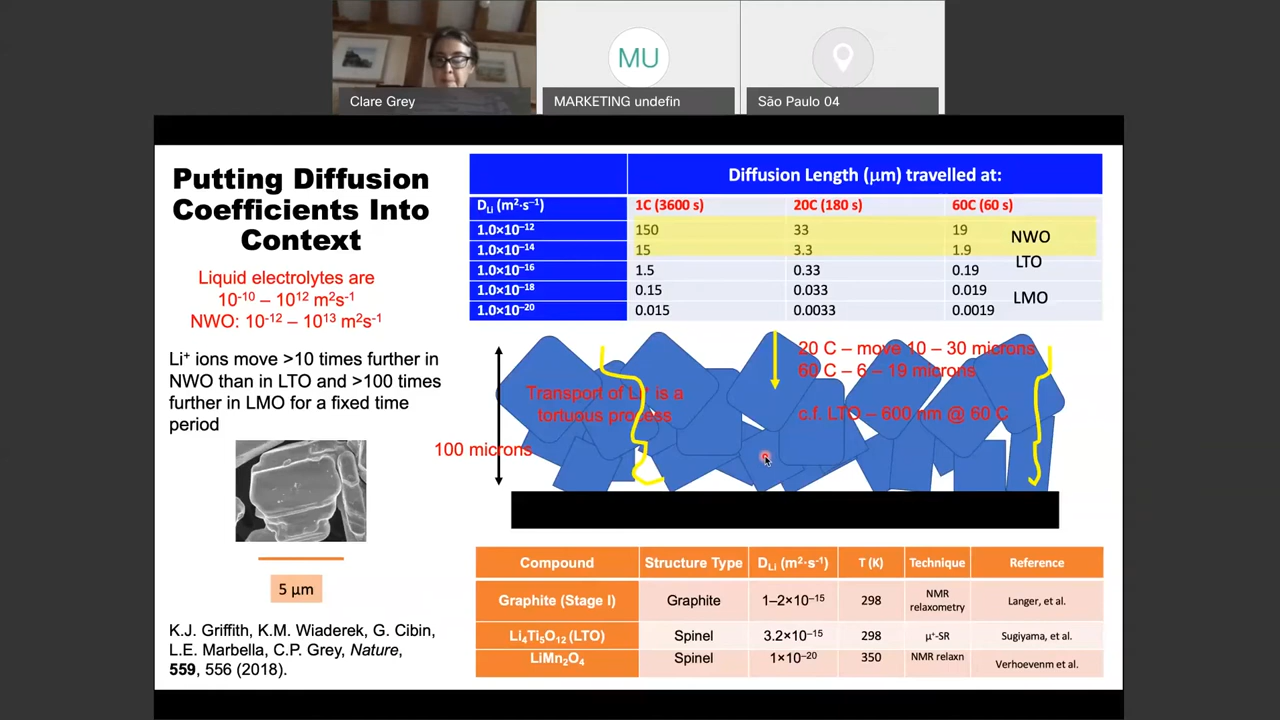 Clare Grey
MU
MARKETING undefin
São Paulo 04
Putting Diffusion
Coefficients Into
Context
Liquid electrolytes are
10-10 – 1012 m2s-1
NWO: 10-12 – 1013 m2s-1
Li+ ions move >10 times further in
NWO than in LTO and >100 times
further in LMO for a fixed time
period
5 μm
K.J. Griffith, K.M. Wiaderek, G. Cibin,
L.E. Marbella, C.P. Grey, Nature,
559, 556 (2018).
Diffusion Length (μm) travelled at:
DLi (m2·s–1) 1C (3600 s) 20C (180 s) 60C (60 s)
1.0×10–12 150 33 19 NWO
1.0×10–14 15 3.3 1.9
LTO
1.0×10–16 1.5 0.33 0.19
1.0×10–18 0.15 0.033 0.019 LMO
1.0×10–20 0.015 0.0033 0.0019
20 C – move 10 – 30 microns
60 C – 6 – 19 microns
Transport of Li+ is a
tortuous process
c.f. LTO – 600 nm @ 60 C
100 microns
Compound Structure Type DLi (m2·s–1) T (K) Technique Reference
Graphite (Stage I) Graphite 1–2×10–15 298 NMR relaxometry Langer, et al.
Li4Ti5O12 (LTO) Spinel 3.2×10–15 298 μ+-SR Sugiyama, et al.
LiMn2O4 Spinel 1×10–20 350 NMR relaxn Verhoevenm et al.